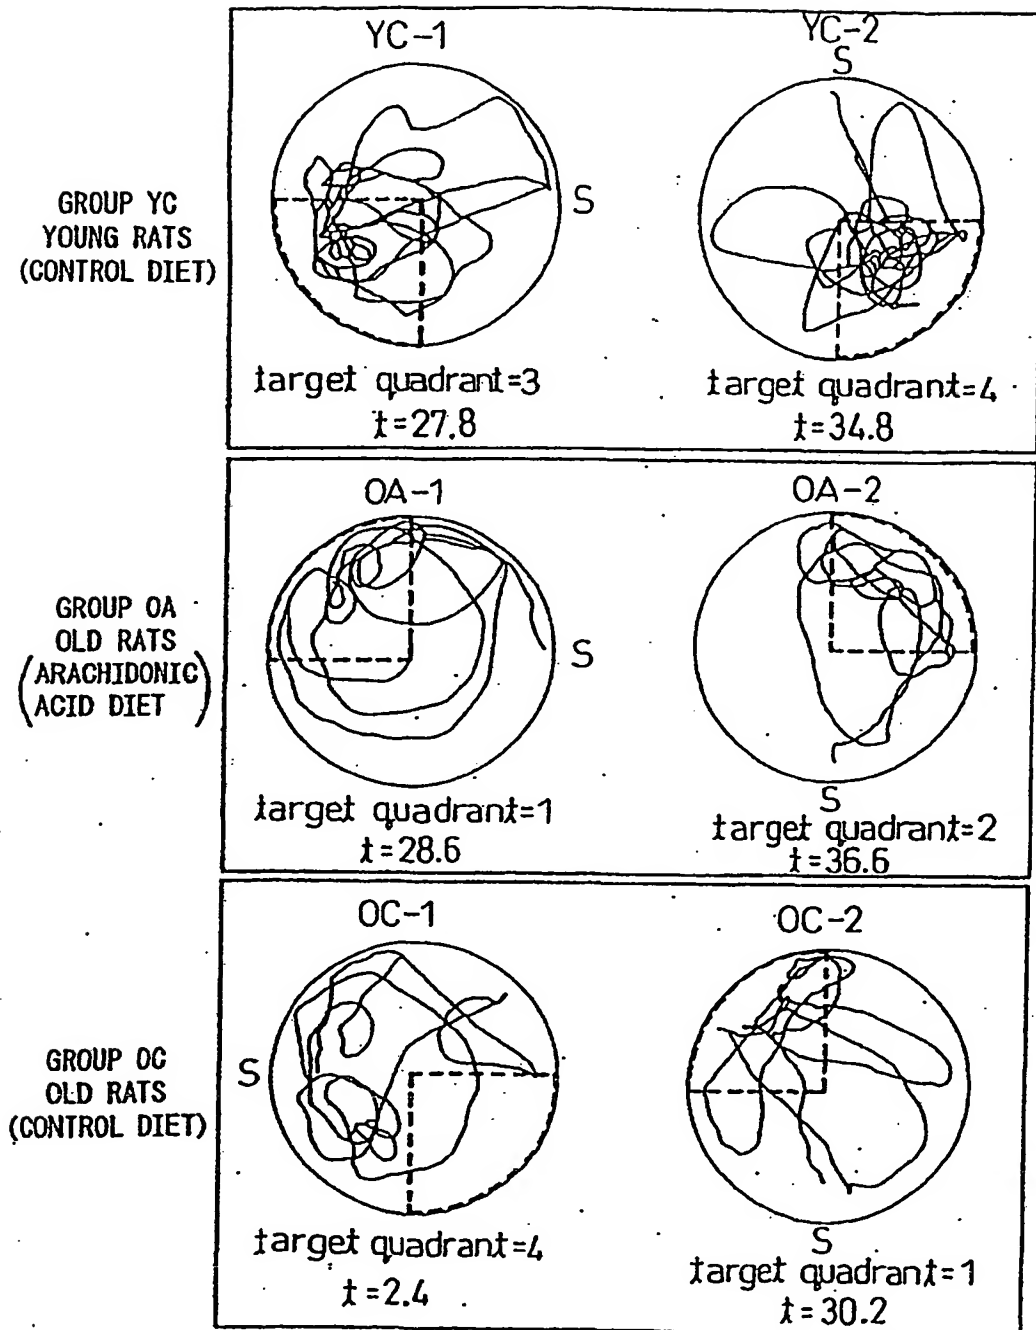 YC-1
YC-2
S
S
GROUP YC
YOUNG RATS
(CONTROL DIET)
target quadrant=3
t=27.8
target quadrant=4
t=34.8
OA-1
OA-2
GROUP OA
OLD RATS
(ARACHIDONIC
ACID DIET)
S
S
target quadrant=1
t=28.6
target quadrant=2
t=36.6
OC-1
OC-2
GROUP OC
OLD RATS
(CONTROL DIET)
S
S
target quadrant=4
t=2.4
target quadrant=1
t=30.2